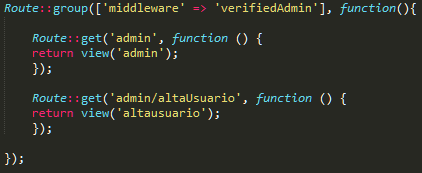 Route::group(['middleware' => 'verifiedAdmin'], function(){
Route::get('admin', function () {
return view('admin');
});
Route::get('admin/altaUsuario', function () {
return view('altausuario');
});
});